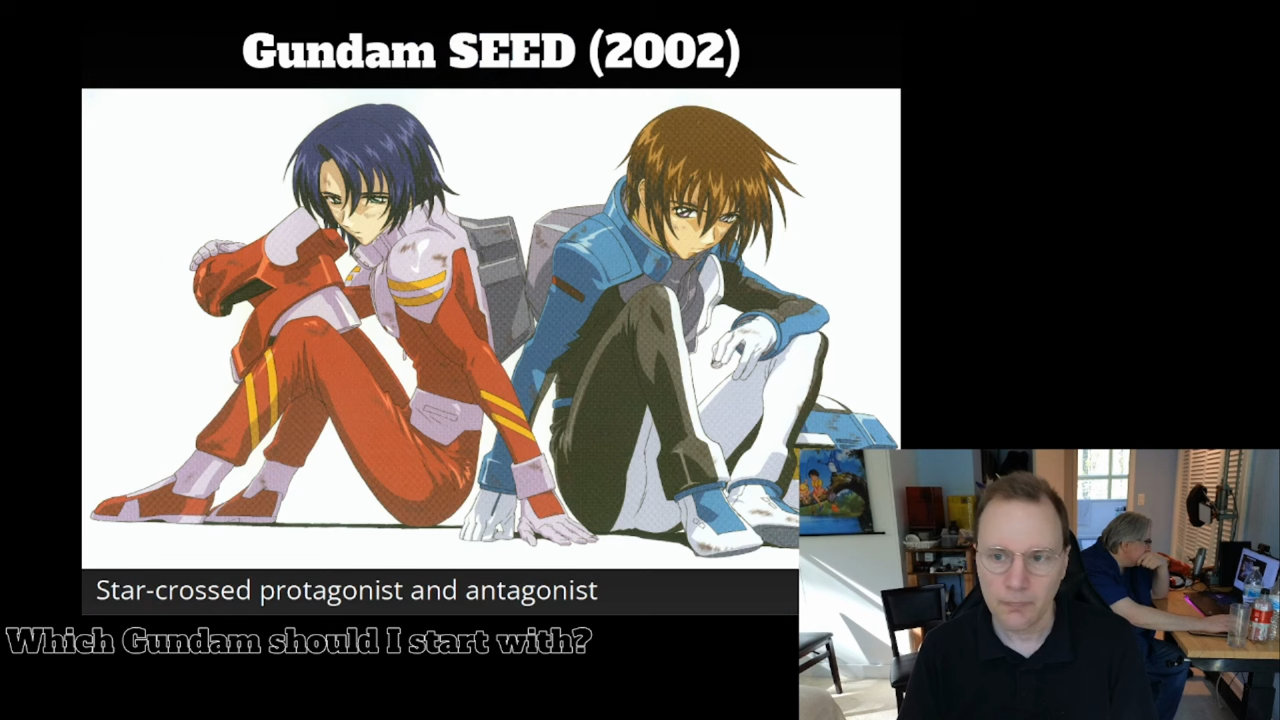 Gundam SEED (2002)
Star-crossed protagonist and antagonist
Which Gundam should I start with?